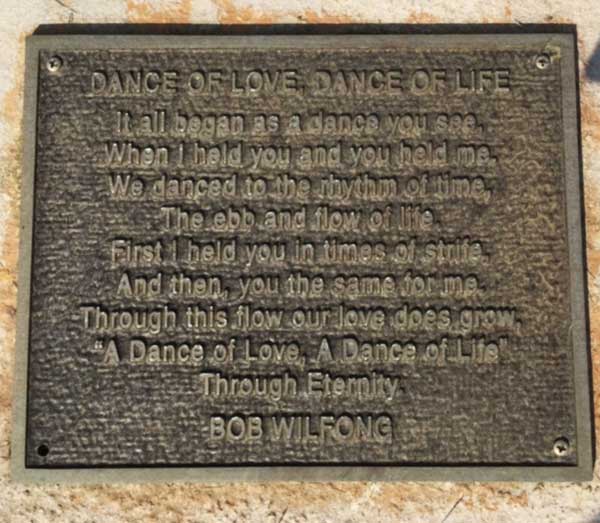 DANCE OF LOVE, DANCE OF LIFE
It all began as a dance you see,
When I held you and you held me.
We danced to the rhythm of time,
The ebb and flow of life.
First I held you in times of strife,
And then, you the same for me.
Through this flow our love does grow,
"A Dance of Love, A Dance of Life"
Through Eternity.
BOB WILFONG